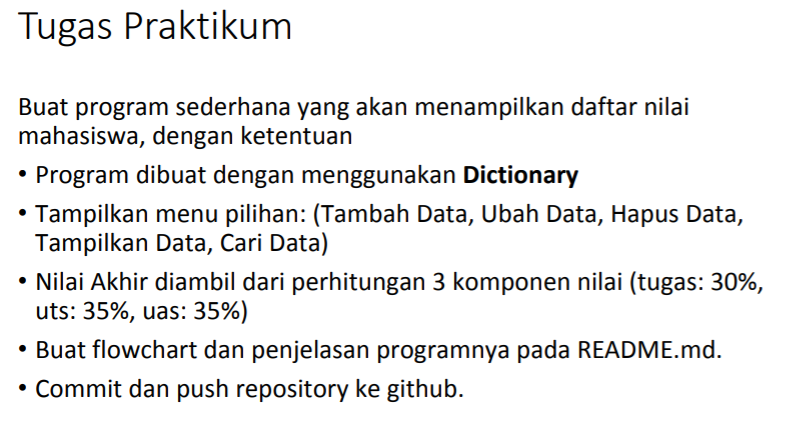 Tugas Praktikum
Buat program sederhana yang akan menampilkan daftar nilai
mahasiswa, dengan ketentuan
• Program dibuat dengan menggunakan Dictionary
• Tampilkan menu pilihan: (Tambah Data, Ubah Data, Hapus Data,
Tampilkan Data, Cari Data)
• Nilai Akhir diambil dari perhitungan 3 komponen nilai (tugas: 30%,
uts: 35%, uas: 35%)
• Buat flowchart dan penjelasan programnya pada README.md.
• Commit dan push repository ke github.